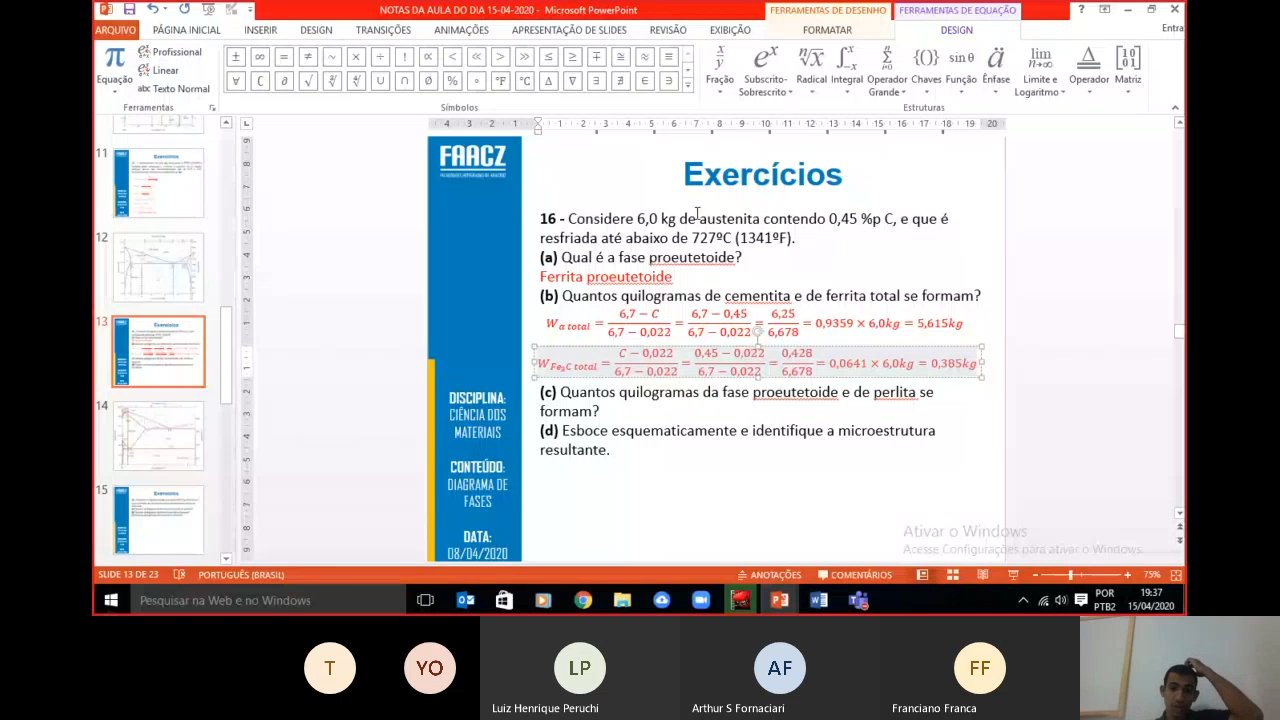 NOTAS DA AULA DO DIA 15-04-2020 - Microsoft PowerPoint
FERRAMENTAS DE DESENHO
FERRAMENTAS DE EQUAÇÃO
ARQUIVO PÁGINA INICIAL INSERIR DESIGN TRANSIÇÕES ANIMAÇÕES APRESENTAÇÃO DE SLIDES REVISÃO EXIBIÇÃO FORMATAR DESIGN Entra
Equação
Profissional
Linear
abc Texto Normal
Ferramentas
Símbolos
Fração
Subscrito-Sobrescrito
Radical
Integral
Operador Grande
Chaves
Função
Ênfase
Limite e Logaritmo
Operador
Matriz
Estruturas
11
12
13
14
15
FAACZ
Exercícios
16 - Considere 6,0 kg de austenita contendo 0,45 %p C, e que é
resfriada até abaixo de 727ºC (1341ºF).
(a) Qual é a fase proeutetoide?
Ferrita proeutetoide
(b) Quantos quilogramas de cementita e de ferrita total se formam?
W α total = (6,7 − C)/(6,7 − 0,022) = (6,7 − 0,45)/(6,7 − 0,022) = 6,25/6,678 = 0,9359 × 6,0kg = 5,615kg
W Fe3C total = (C − 0,022)/(6,7 − 0,022) = (0,45 − 0,022)/(6,7 − 0,022) = 0,428/6,678 = 0,0641 × 6,0kg = 0,385kg
(c) Quantos quilogramas da fase proeutetoide e de perlita se
formam?
(d) Esboce esquematicamente e identifique a microestrutura
resultante.
DISCIPLINA:
CIÊNCIA DOS
MATERIAIS
CONTEÚDO:
DIAGRAMA DE
FASES
DATA:
08/04/2020
Ativar o Windows
Acesse Configurações para ativar o Windows.
SLIDE 13 DE 23 PORTUGUÊS (BRASIL) ANOTAÇÕES COMENTÁRIOS 75%
Pesquisar na Web e no Windows
POR
PTB2
19:37
15/04/2020
T
YO
LP
AF
FF
Luiz Henrique Peruchi
Arthur S Fornaciari
Franciano Franca